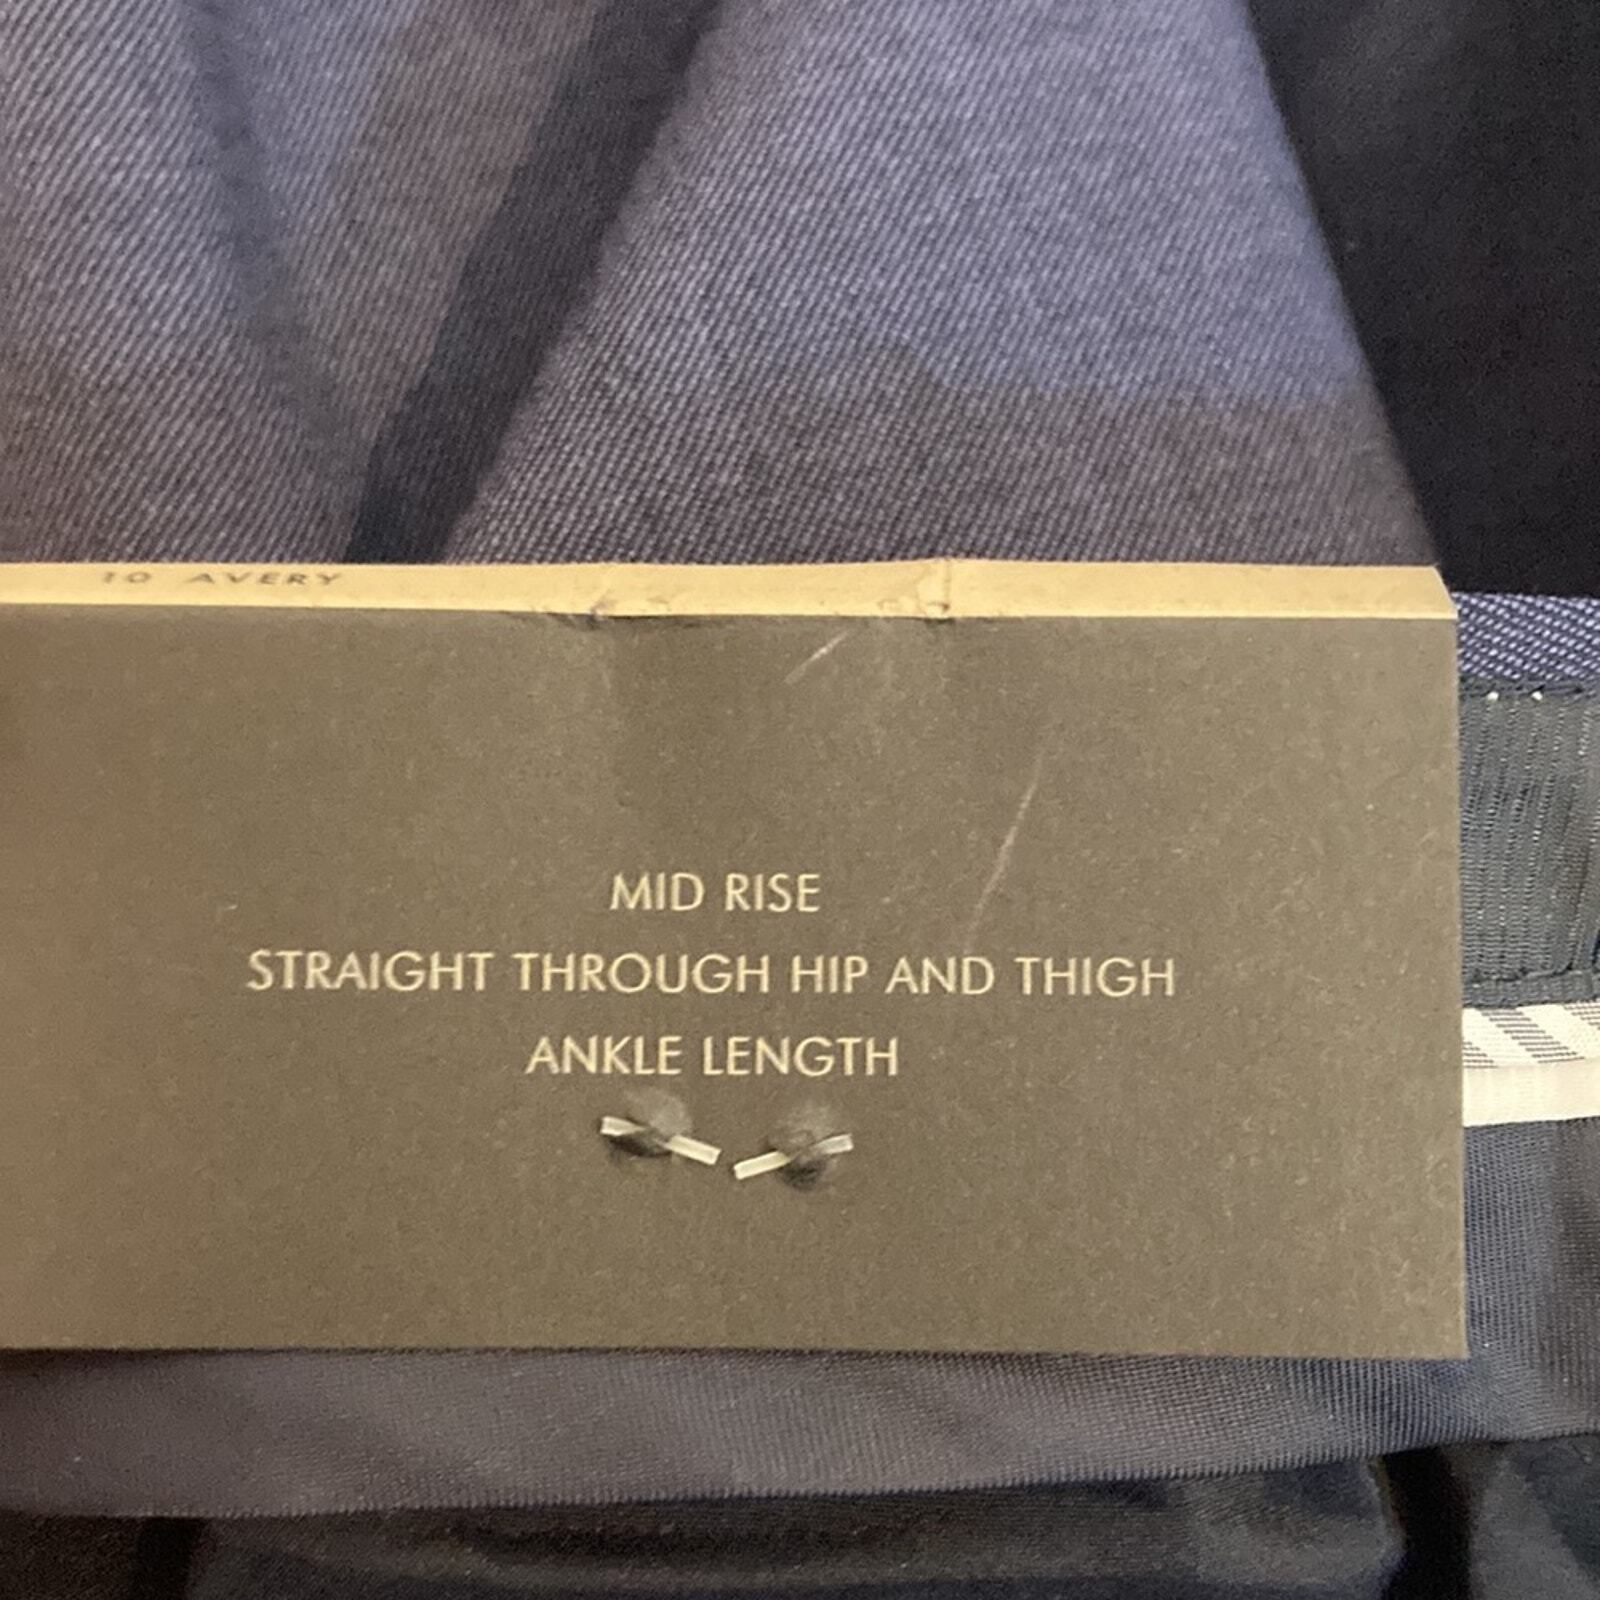 10 AVERY
MID RISE
STRAIGHT THROUGH HIP AND THIGH
ANKLE LENGTH